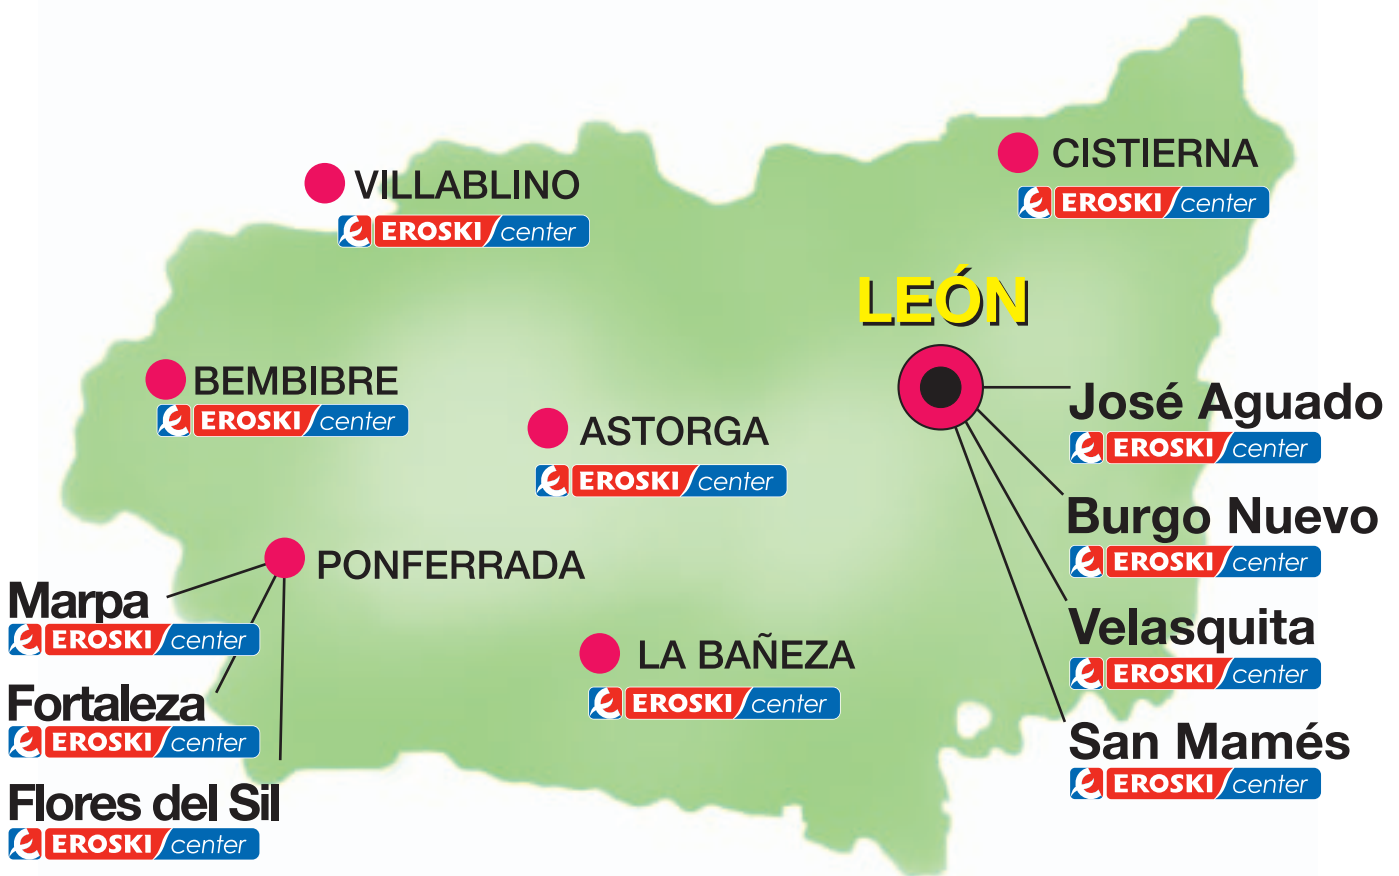 CISTIERNA
EROSKI/center
VILLABLINO
EROSKI/center
LEÓN
BEMBIBRE
EROSKI/center
ASTORGA
EROSKI/center
José Aguado
EROSKI/center
Burgo Nuevo
EROSKI/center
Velasquita
EROSKI/center
San Mamés
EROSKI/center
PONFERRADA
Marpa
EROSKI/center
Fortaleza
EROSKI/center
Flores del Sil
EROSKI/center
LA BAÑEZA
EROSKI/center